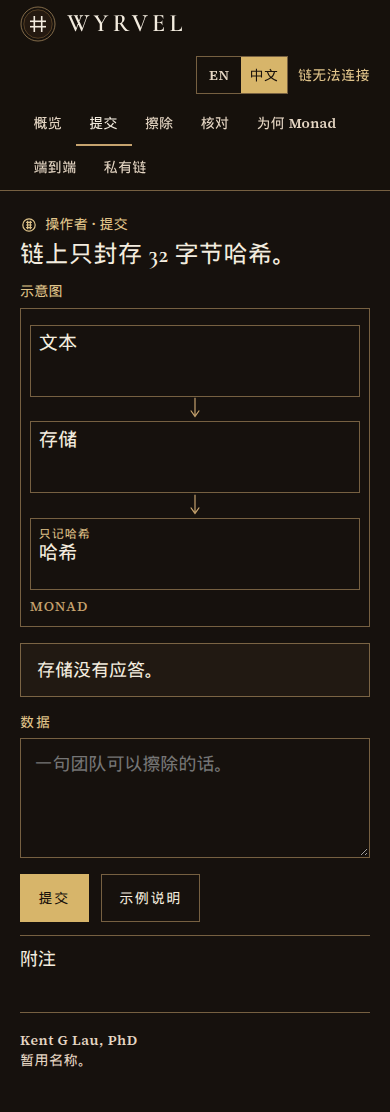 WYRVEL
EN 中文 链无法连接
概览 提交 擦除 核对 为何 Monad
端到端 私有链
操作者 · 提交
链上只封存 32 字节哈希。
示意图
文本
存储
只记哈希
哈希
MONAD
存储没有应答。
数据
一句团队可以擦除的话。
提交 示例说明
附注
Kent G Lau, PhD
暂用名称。